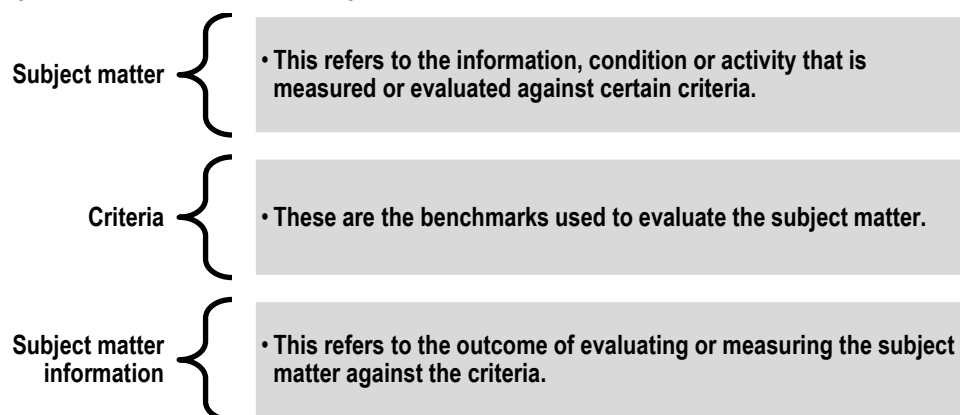 Subject matter
• This refers to the information, condition or activity that is
measured or evaluated against certain criteria.
Criteria
• These are the benchmarks used to evaluate the subject matter.
Subject matter
information
• This refers to the outcome of evaluating or measuring the subject
matter against the criteria.